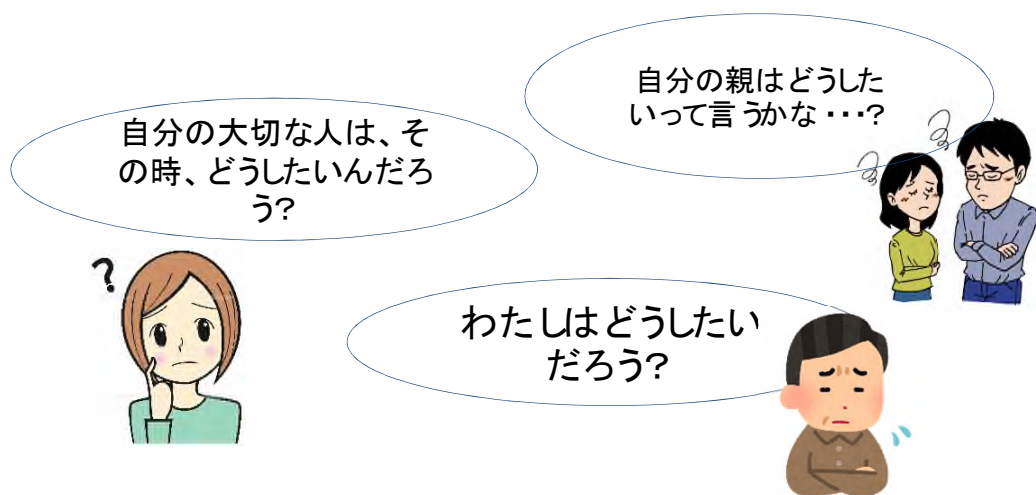 自分の親はどうした
いって言うかな・・・?
自分の大切な人は、そ
の時、どうしたいんだろ
う?
?
わたしはどうしたい
だろう?